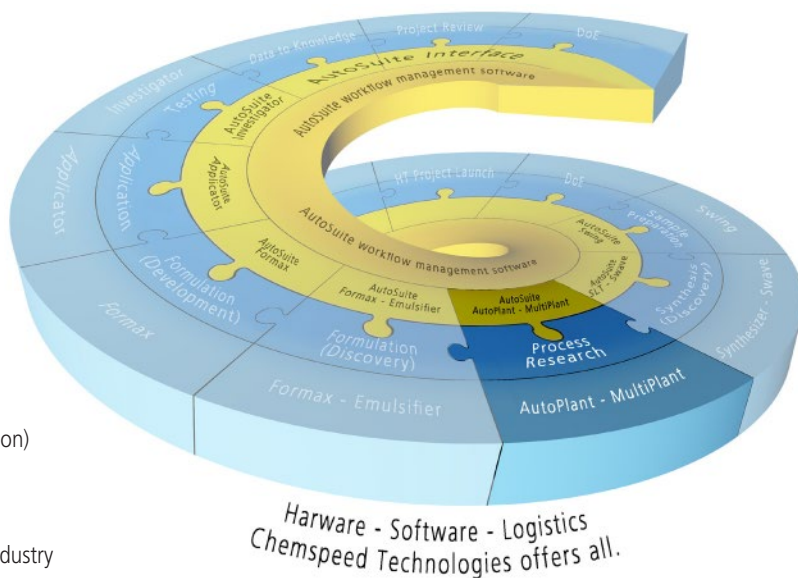 Investigator
Data to Knowledge
Project Review
DoE
Testing
AutoSuite Interface
AutoSuite
Investigator
AutoSuite workflow management software
Applicator
Application
AutoSuite
Applicator
HT Project Launch
DoE
Sample
Preparation
Swing
AutoSuite
Swing
AutoSuite workflow management software
AutoSuite
Formax
AutoSuite
Formax - Emulsifier
AutoSuite
AutoPlant - MultiPlant
AutoSuite
SLT - Swave
Synthesis
(Discovery)
Synthesizer - Swave
Formax
Formulation
(Development)
Formulation
(Discovery)
Process
Research
Formax - Emulsifier
AutoPlant - MultiPlant
on)
dustry
Harware - Software - Logistics
Chemspeed Technologies offers all.